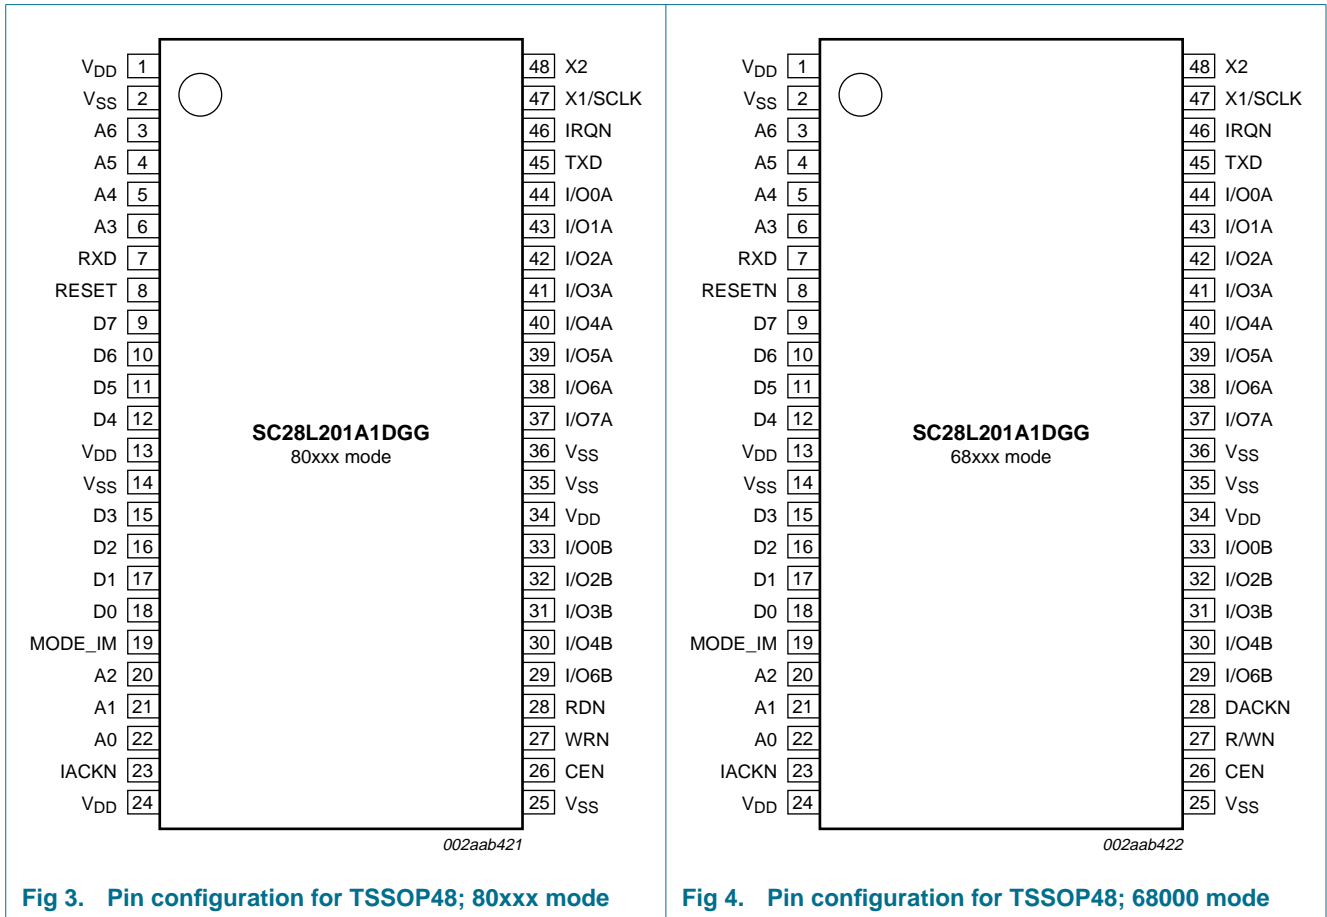 VDD 1
VSS 2
A6 3
A5 4
A4 5
A3 6
RXD 7
RESET 8
D7 9
D6 10
D5 11
D4 12
VDD 13
VSS 14
D3 15
D2 16
D1 17
D0 18
MODE_IM 19
A2 20
A1 21
A0 22
IACKN 23
VDD 24
SC28L201A1DGG
80xxx mode
48 X2
47 X1/SCLK
46 IRQN
45 TXD
44 I/O0A
43 I/O1A
42 I/O2A
41 I/O3A
40 I/O4A
39 I/O5A
38 I/O6A
37 I/O7A
36 VSS
35 VSS
34 VDD
33 I/O0B
32 I/O2B
31 I/O3B
30 I/O4B
29 I/O6B
28 RDN
27 WRN
26 CEN
25 VSS
002aab421
Fig 3. Pin configuration for TSSOP48; 80xxx mode
VDD 1
VSS 2
A6 3
A5 4
A4 5
A3 6
RXD 7
RESETN 8
D7 9
D6 10
D5 11
D4 12
VDD 13
VSS 14
D3 15
D2 16
D1 17
D0 18
MODE_IM 19
A2 20
A1 21
A0 22
IACKN 23
VDD 24
SC28L201A1DGG
68xxx mode
48 X2
47 X1/SCLK
46 IRQN
45 TXD
44 I/O0A
43 I/O1A
42 I/O2A
41 I/O3A
40 I/O4A
39 I/O5A
38 I/O6A
37 I/O7A
36 VSS
35 VSS
34 VDD
33 I/O0B
32 I/O2B
31 I/O3B
30 I/O4B
29 I/O6B
28 DACKN
27 R/WN
26 CEN
25 VSS
002aab422
Fig 4. Pin configuration for TSSOP48; 68000 mode